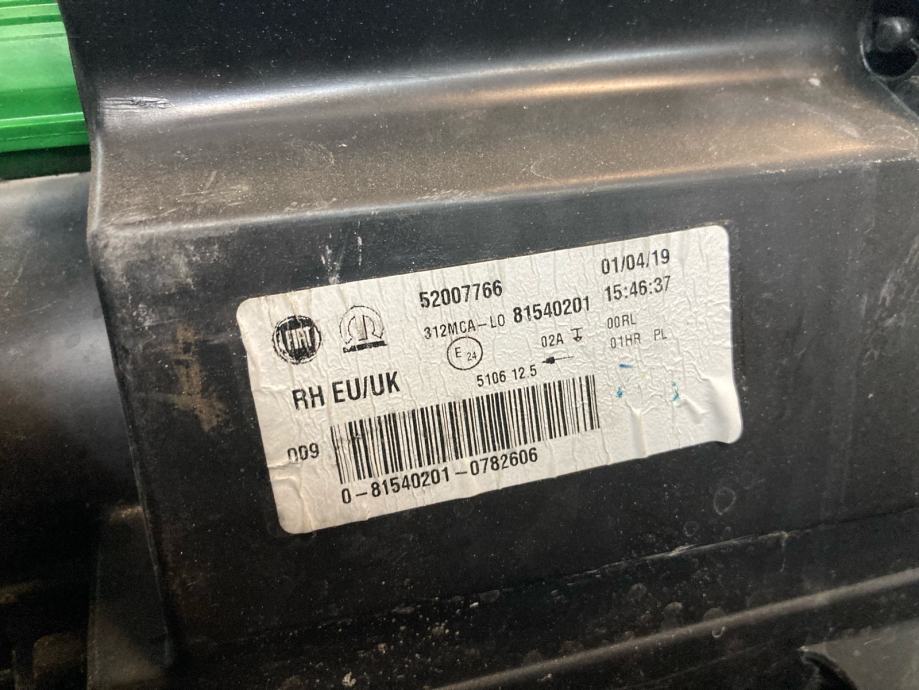 52007766 01/04/19
312MCA-LO 81540201 15:46:37
FIAT
E 24 02A 00RL
01HR PL
RH EU/UK 5106 12.5
009
0-81540201-0782606